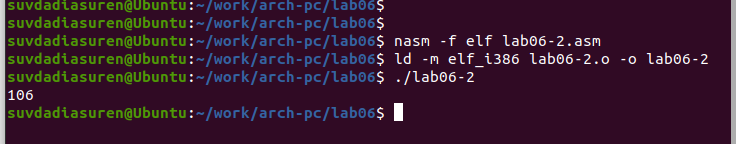 suvdadiasuren@Ubuntu:~/work/arch-pc/lab06$
suvdadiasuren@Ubuntu:~/work/arch-pc/lab06$
suvdadiasuren@Ubuntu:~/work/arch-pc/lab06$ nasm -f elf lab06-2.asm
suvdadiasuren@Ubuntu:~/work/arch-pc/lab06$ ld -m elf_i386 lab06-2.o -o lab06-2
suvdadiasuren@Ubuntu:~/work/arch-pc/lab06$ ./lab06-2
106
suvdadiasuren@Ubuntu:~/work/arch-pc/lab06$